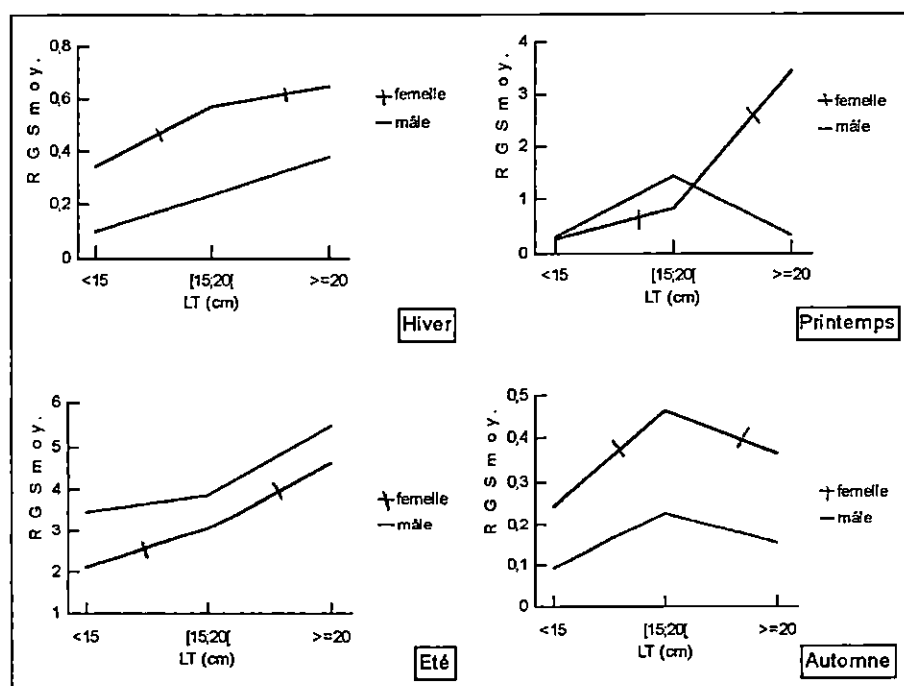 0,8
0,6
0,4
0,2
0
R G S m o y.
<15 [15;20[ >=20
LT (cm)
femelle
mâle
Hiver
4
3
2
1
0
R G S m o y.
<15 [15;20[ >=20
LT (cm)
femelle
mâle
Printemps
6
5
4
3
2
1
R G S m o y.
<15 [15;20[ >=20
LT (cm)
femelle
mâle
Eté
0,5
0,4
0,3
0,2
0,1
0
R G S m o y.
<15 [15;20[ >=20
LT (cm)
femelle
mâle
Automne